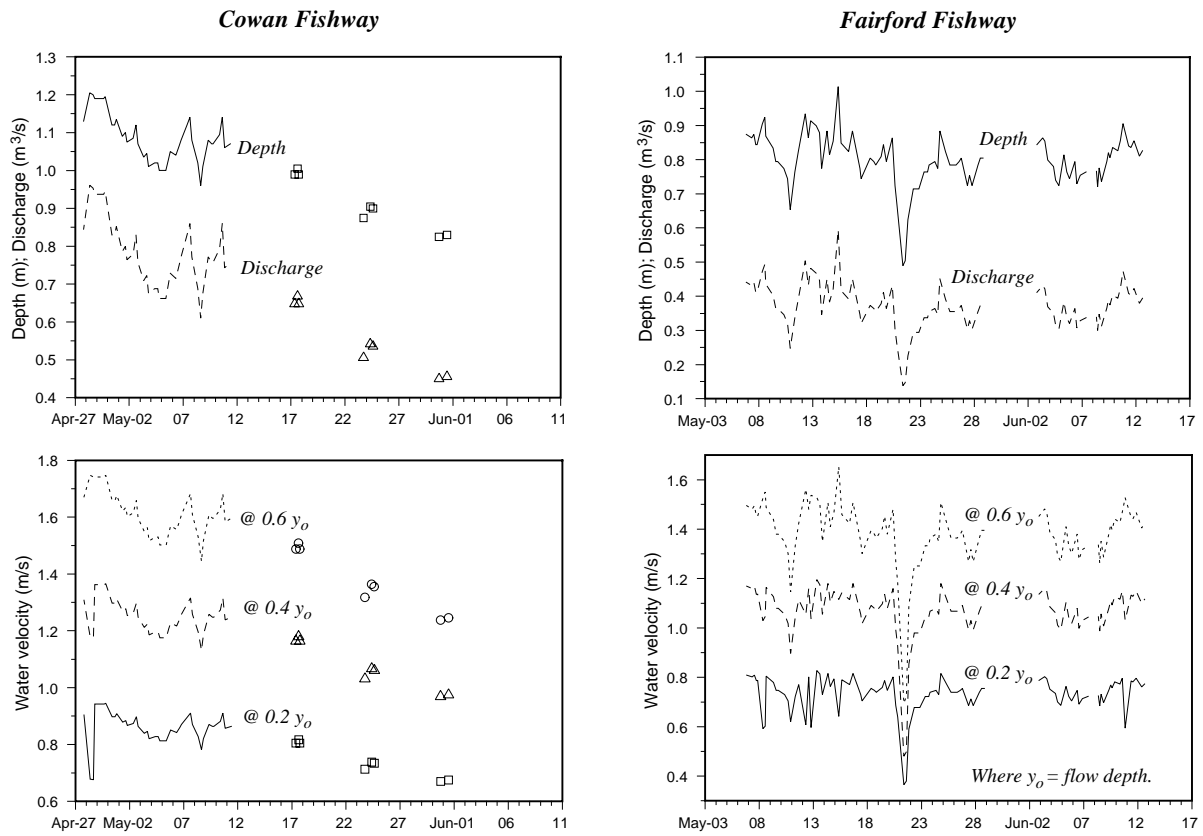 Cowan Fishway
Depth (m); Discharge (m³/s)
1.3
1.2
1.1
1.0
0.9
0.8
0.7
0.6
0.5
0.4
Depth
Discharge
Apr-27 May-02 07 12 17 22 27 Jun-01 06 11
Fairford Fishway
Depth (m); Discharge (m³/s)
1.1
1.0
0.9
0.8
0.7
0.6
0.5
0.4
0.3
0.2
0.1
Depth
Discharge
May-03 08 13 18 23 28 Jun-02 07 12 17
Water velocity (m/s)
1.8
1.6
1.4
1.2
1.0
0.8
0.6
@ 0.6 yₒ
@ 0.4 yₒ
@ 0.2 yₒ
Apr-27 May-02 07 12 17 22 27 Jun-01 06 11
Water velocity (m/s)
1.6
1.4
1.2
1.0
0.8
0.6
0.4
@ 0.6 yₒ
@ 0.4 yₒ
@ 0.2 yₒ
Where yₒ = flow depth.
May-03 08 13 18 23 28 Jun-02 07 12 17